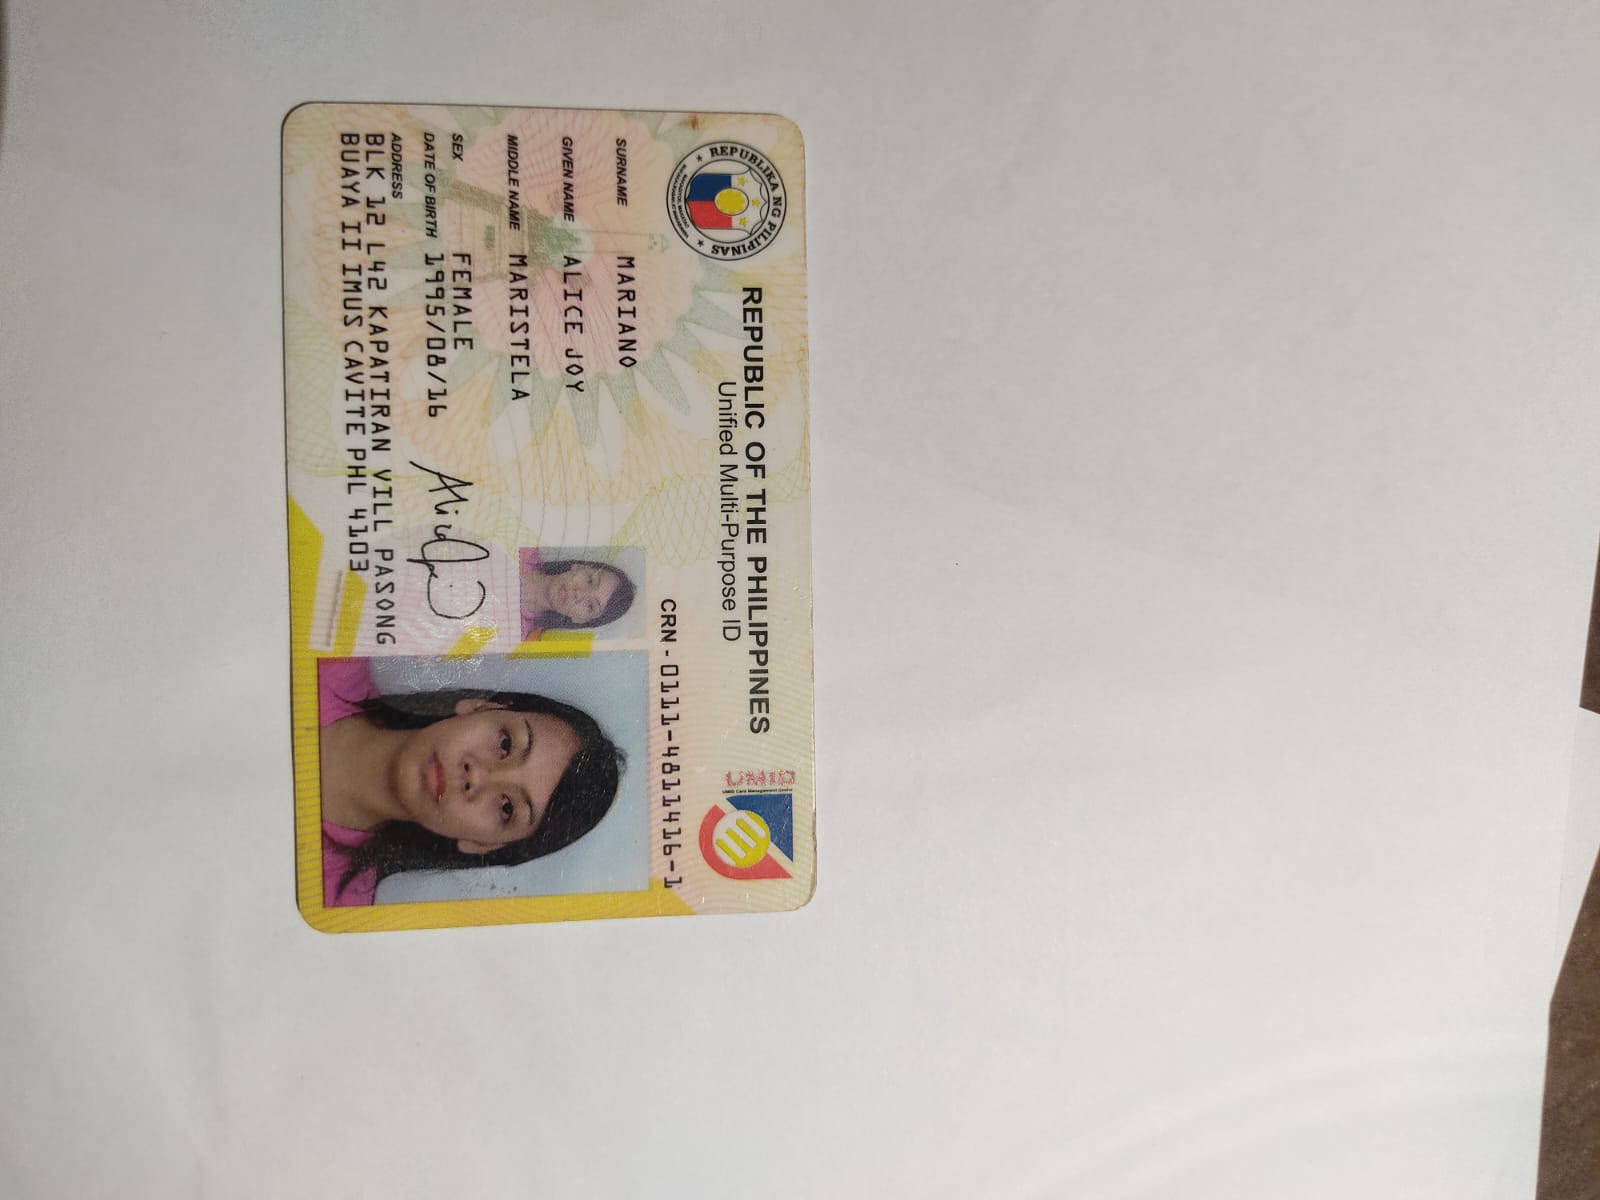 REPUBLIKA NG PILIPINAS
REPUBLIC OF THE PHILIPPINES
Unified Multi-Purpose ID
UMID
UMID Card Management Center
CRN - 0111-4811416-1
SURNAME MARIANO
GIVEN NAME ALICE JOY
MIDDLE NAME MARISTELA
SEX FEMALE
DATE OF BIRTH 1995/08/16
ADDRESS
BLK 12 L42 KAPATIRAN VILL PASONG
BUAYA II IMUS CAVITE PHL 4103